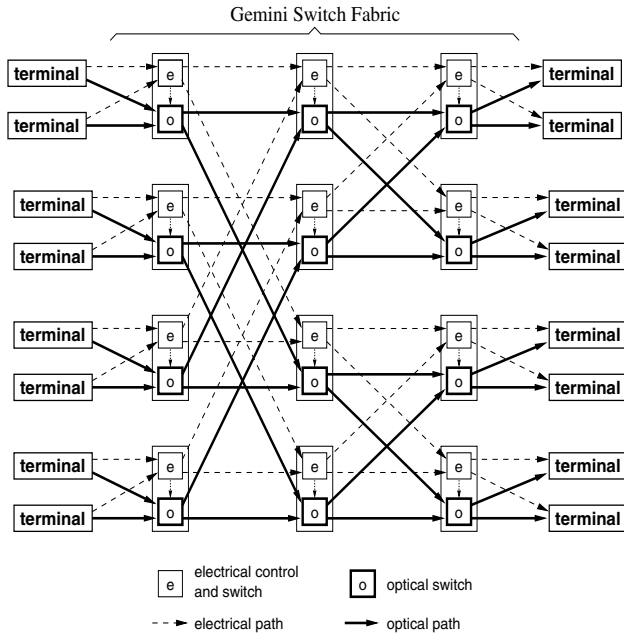 Gemini Switch Fabric
terminal e e e terminal
terminal o o o terminal
terminal e e e terminal
terminal o o o terminal
terminal e e e terminal
terminal o o o terminal
terminal e e e terminal
terminal o o o terminal
e electrical control and switch
o optical switch
electrical path
optical path